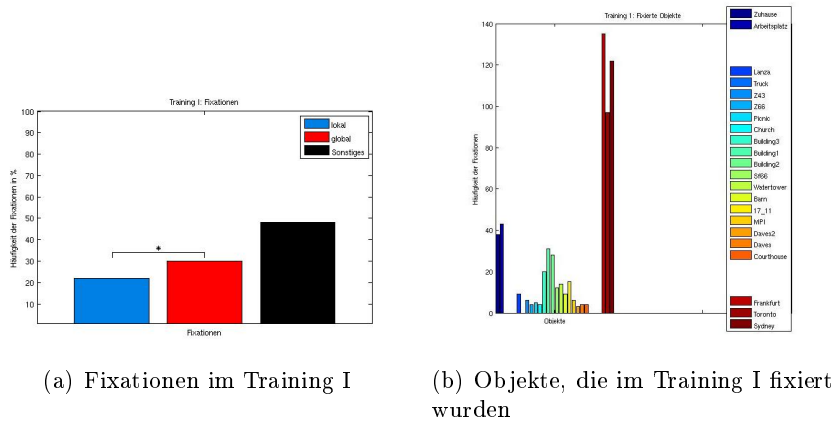 Training I: Fixationen
Häufigkeit der Fixationen in %
100
90
80
70
60
50
40
30
20
10
lokal
global
Sonstiges
*
Fixationen
(a) Fixationen im Training I
Training 1: Fixierte Objekte
Häufigkeit der Fixationen
140
120
100
80
60
40
20
0
Objekte
Zuhause
Arbeitsplatz
Lanza
Truck
Z43
Z66
Picnic
Church
Building3
Building1
Building2
Sf66
Watertower
Barn
17_11
MPI
Daves2
Daves
Courthouse
Frankfurt
Toronto
Sydney
(b) Objekte, die im Training I fixiert
wurden